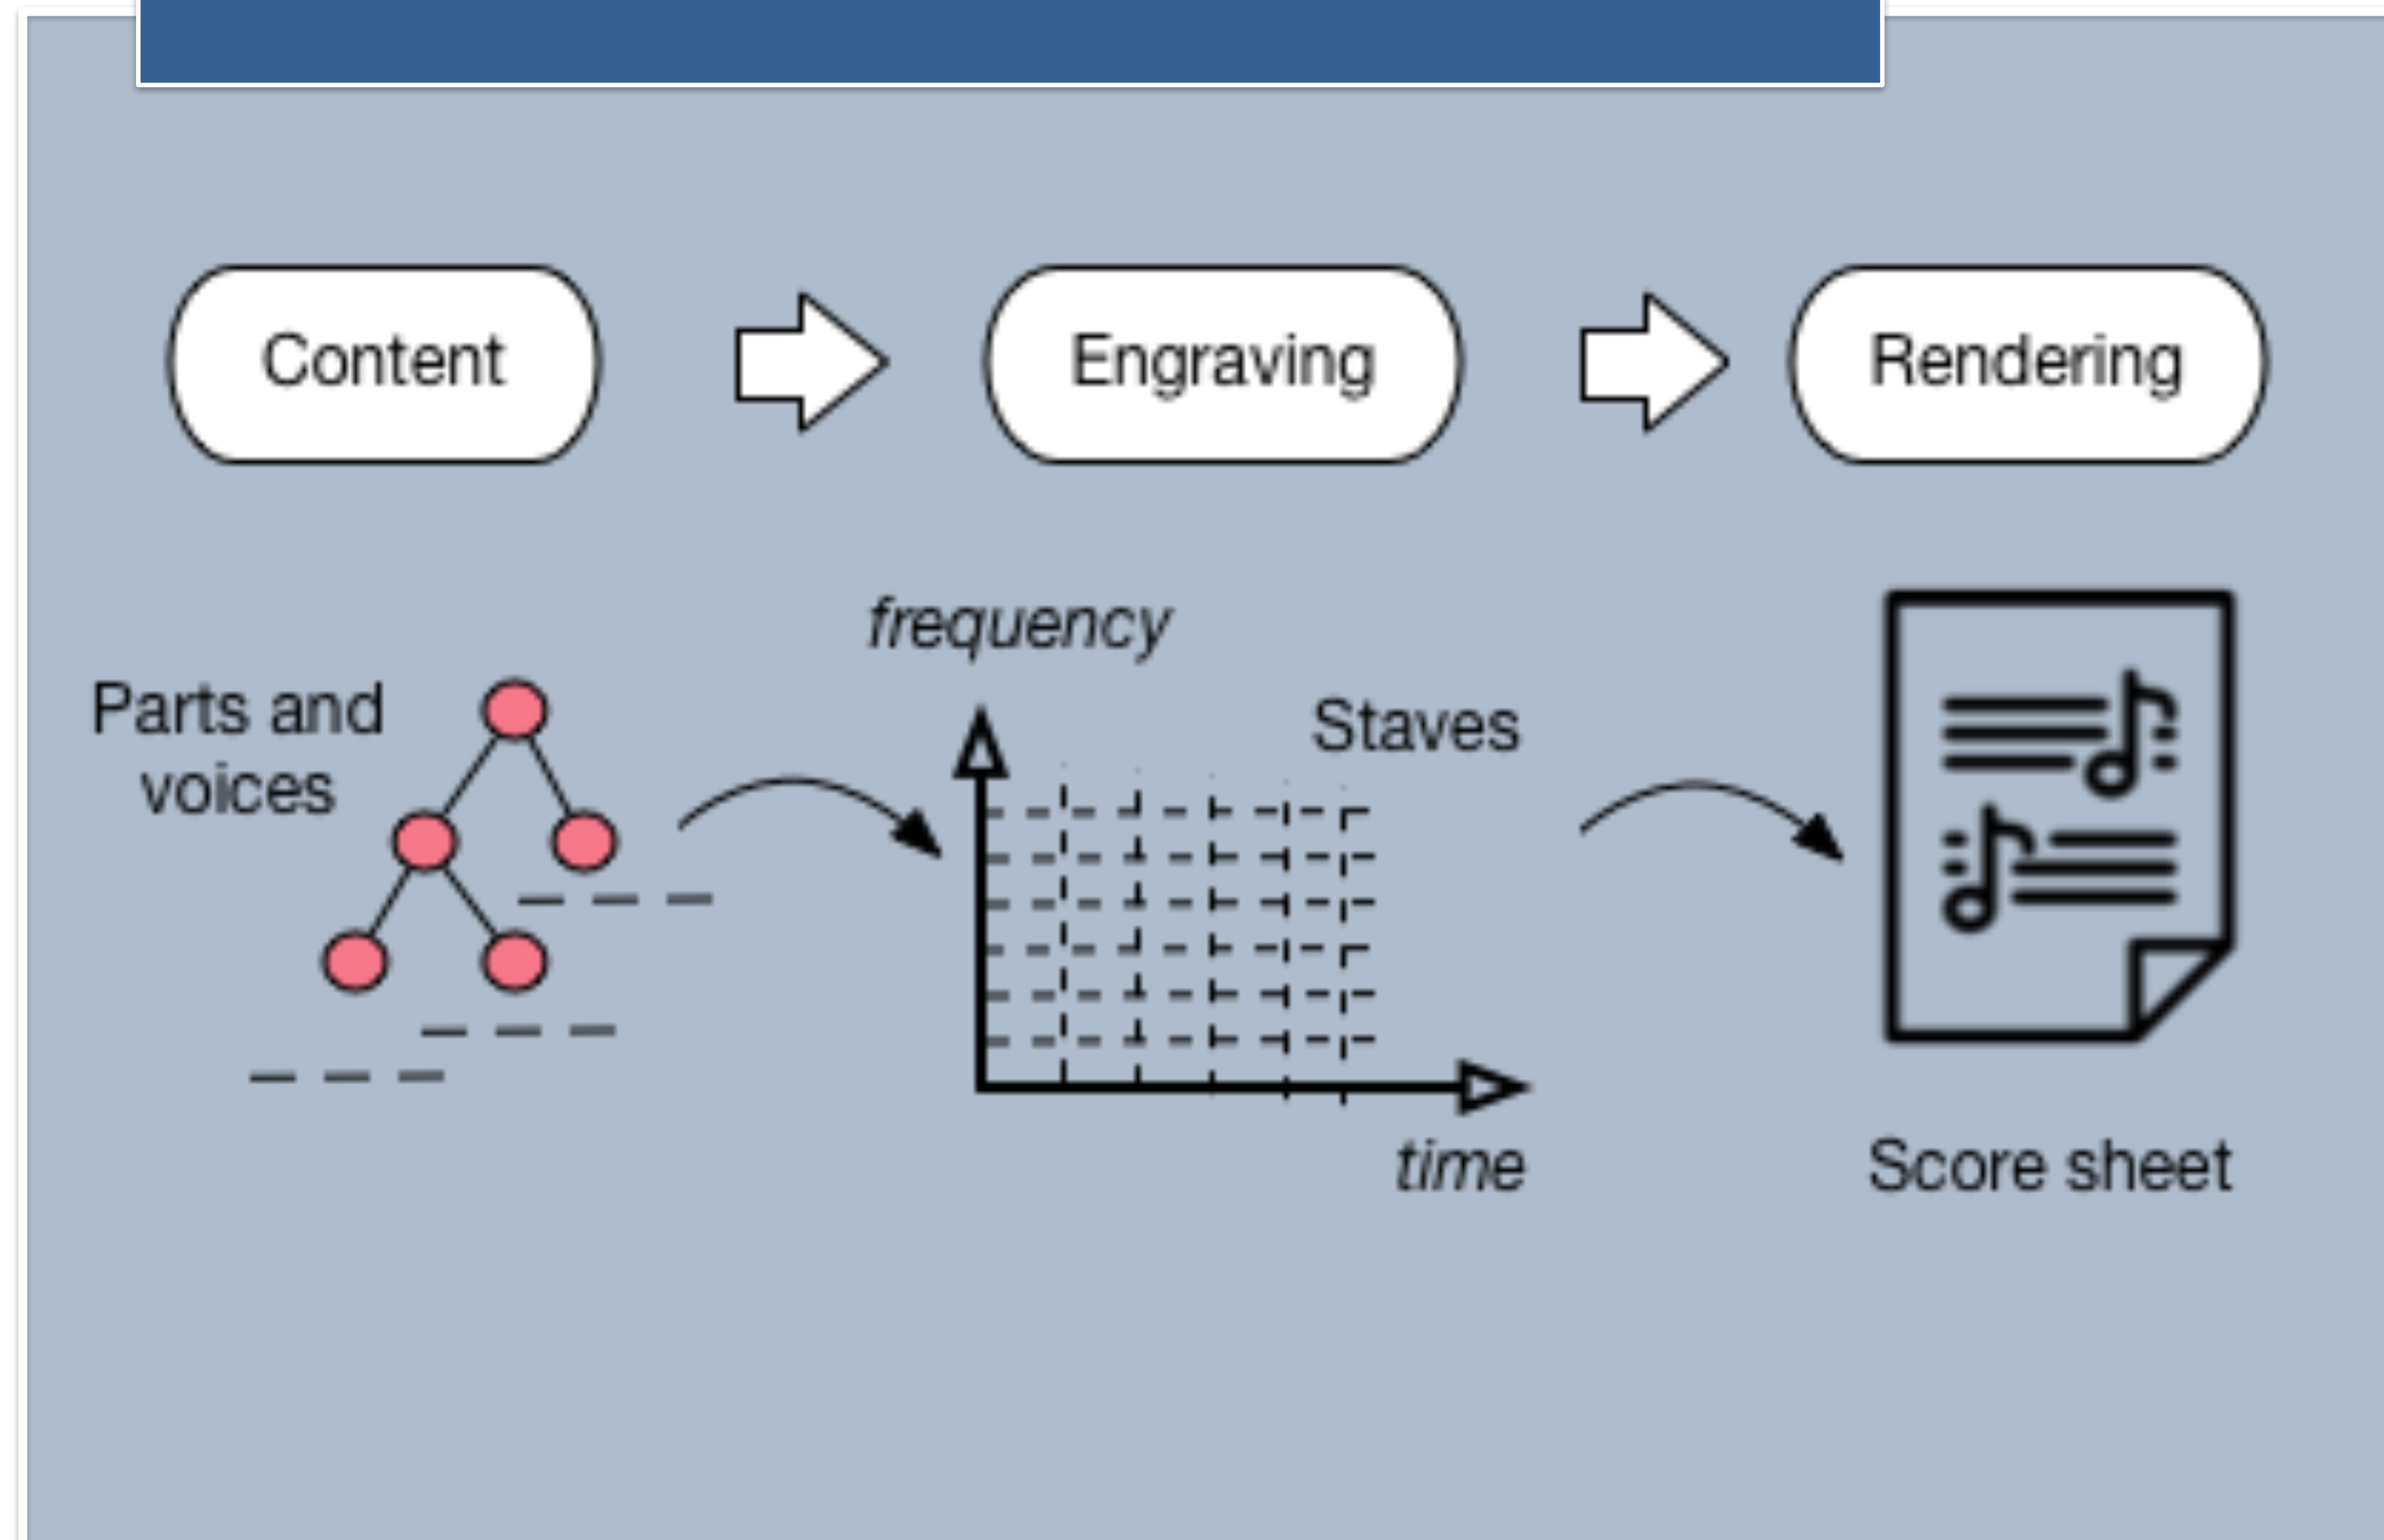 Content
Engraving
Rendering
frequency
Parts and
voices
Staves
time
Score sheet